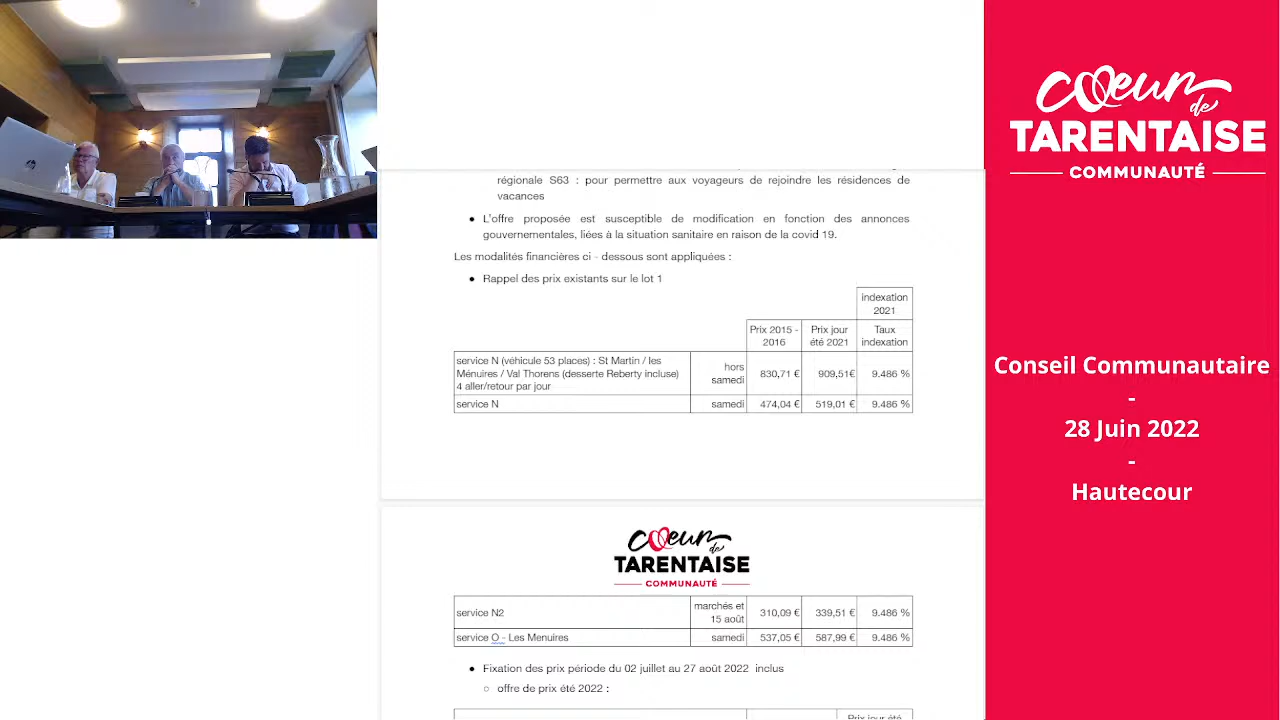 régionale S63 : pour permettre aux voyageurs de rejoindre les résidences de
vacances
● L'offre proposée est susceptible de modification en fonction des annonces
gouvernementales, liées à la situation sanitaire en raison de la covid 19.
Les modalités financières ci - dessous sont appliquées :
● Rappel des prix existants sur le lot 1
indexation
2021
Prix 2015 -
2016
Prix jour
été 2021
Taux
indexation
service N (véhicule 53 places) : St Martin / les
Ménuires / Val Thorens (desserte Reberty incluse)
4 aller/retour par jour
hors
samedi
830,71 €
909,51€
9.486 %
service N
samedi
474,04 €
519,01 €
9.486 %
cœur
de
TARENTAISE
COMMUNAUTÉ
service N2
marchés et
15 août
310,09 €
339,51 €
9.486 %
service O - Les Menuires
samedi
537,05 €
587,99 €
9.486 %
● Fixation des prix période du 02 juillet au 27 août 2022 inclus
○ offre de prix été 2022 :
Prix jour été
cœur
de
TARENTAISE
COMMUNAUTÉ
Conseil Communautaire
-
28 Juin 2022
-
Hautecour